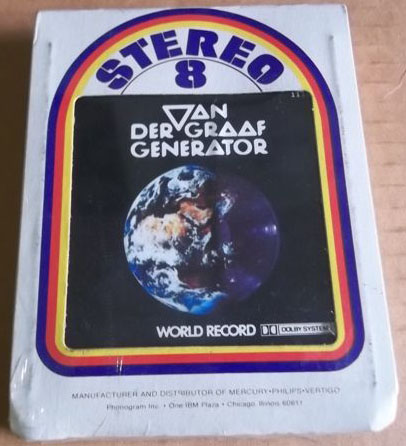 STEREO
8
VAN
DER GRAAF
GENERATOR
WORLD RECORD DOLBY SYSTEM
MANUFACTURER AND DISTRIBUTOR OF MERCURY•PHILIPS•VERTIGO
Phonogram Inc. • One IBM Plaza • Chicago, Illinois 60611